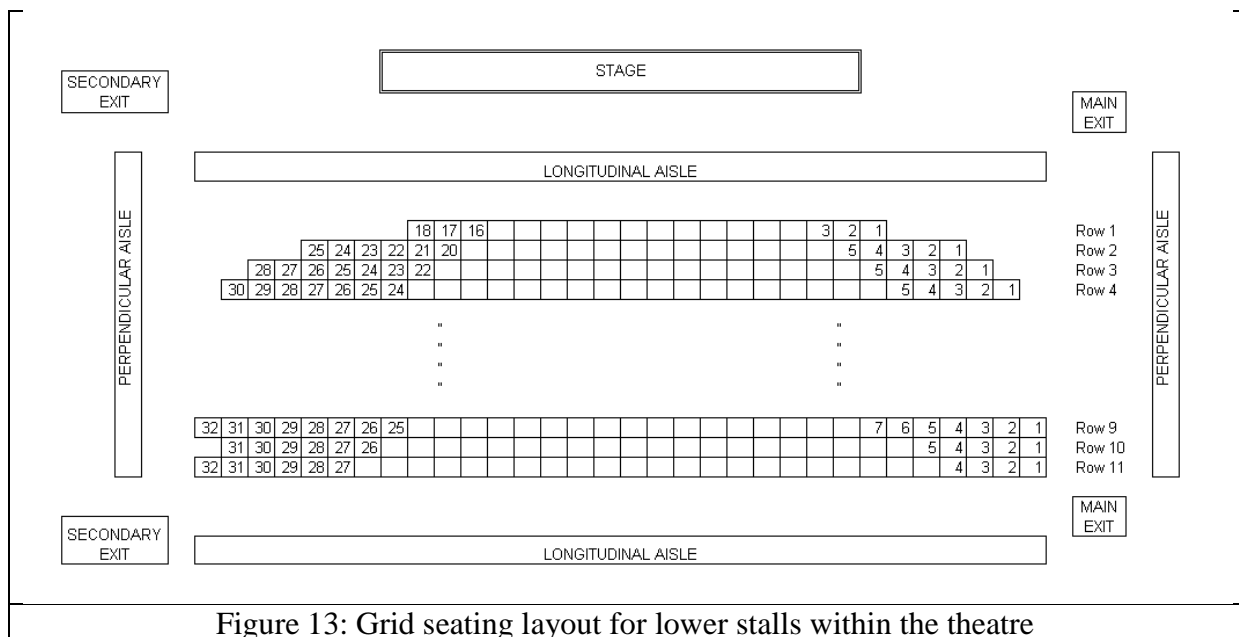 STAGE
SECONDARY
EXIT
MAIN
EXIT
LONGITUDINAL AISLE
PERPENDICULAR AISLE
PERPENDICULAR AISLE
18 17 16 3 2 1 Row 1
25 24 23 22 21 20 5 4 3 2 1 Row 2
28 27 26 25 24 23 22 5 4 3 2 1 Row 3
30 29 28 27 26 25 24 5 4 3 2 1 Row 4
" "
" "
" "
" "
32 31 30 29 28 27 26 25 7 6 5 4 3 2 1 Row 9
31 30 29 28 27 26 5 4 3 2 1 Row 10
32 31 30 29 28 27 4 3 2 1 Row 11
MAIN
EXIT
SECONDARY
EXIT
LONGITUDINAL AISLE
Figure 13: Grid seating layout for lower stalls within the theatre